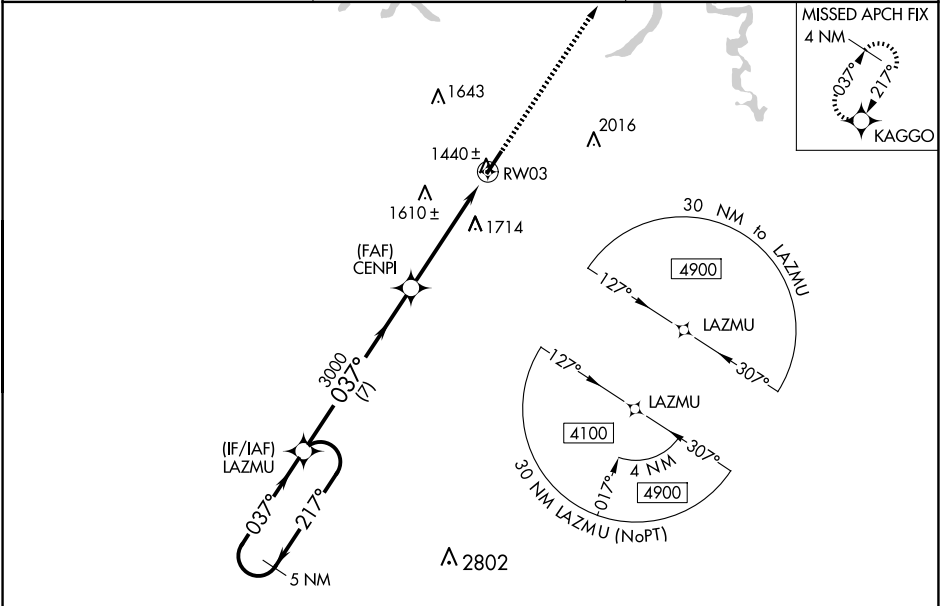 MISSED APCH FIX
4 NM
037°
217°
KAGGO
1643
2016
1440±
RW03
1610±
1714
(FAF)
CENPI
3000
037°
(7)
(IF/IAF)
LAZMU
037°
217°
5 NM
2802
30 NM to LAZMU
4900
127°
LAZMU
307°
127°
LAZMU
4100
307°
4 NM
017°
4900
30 NM LAZMU (NoPT)